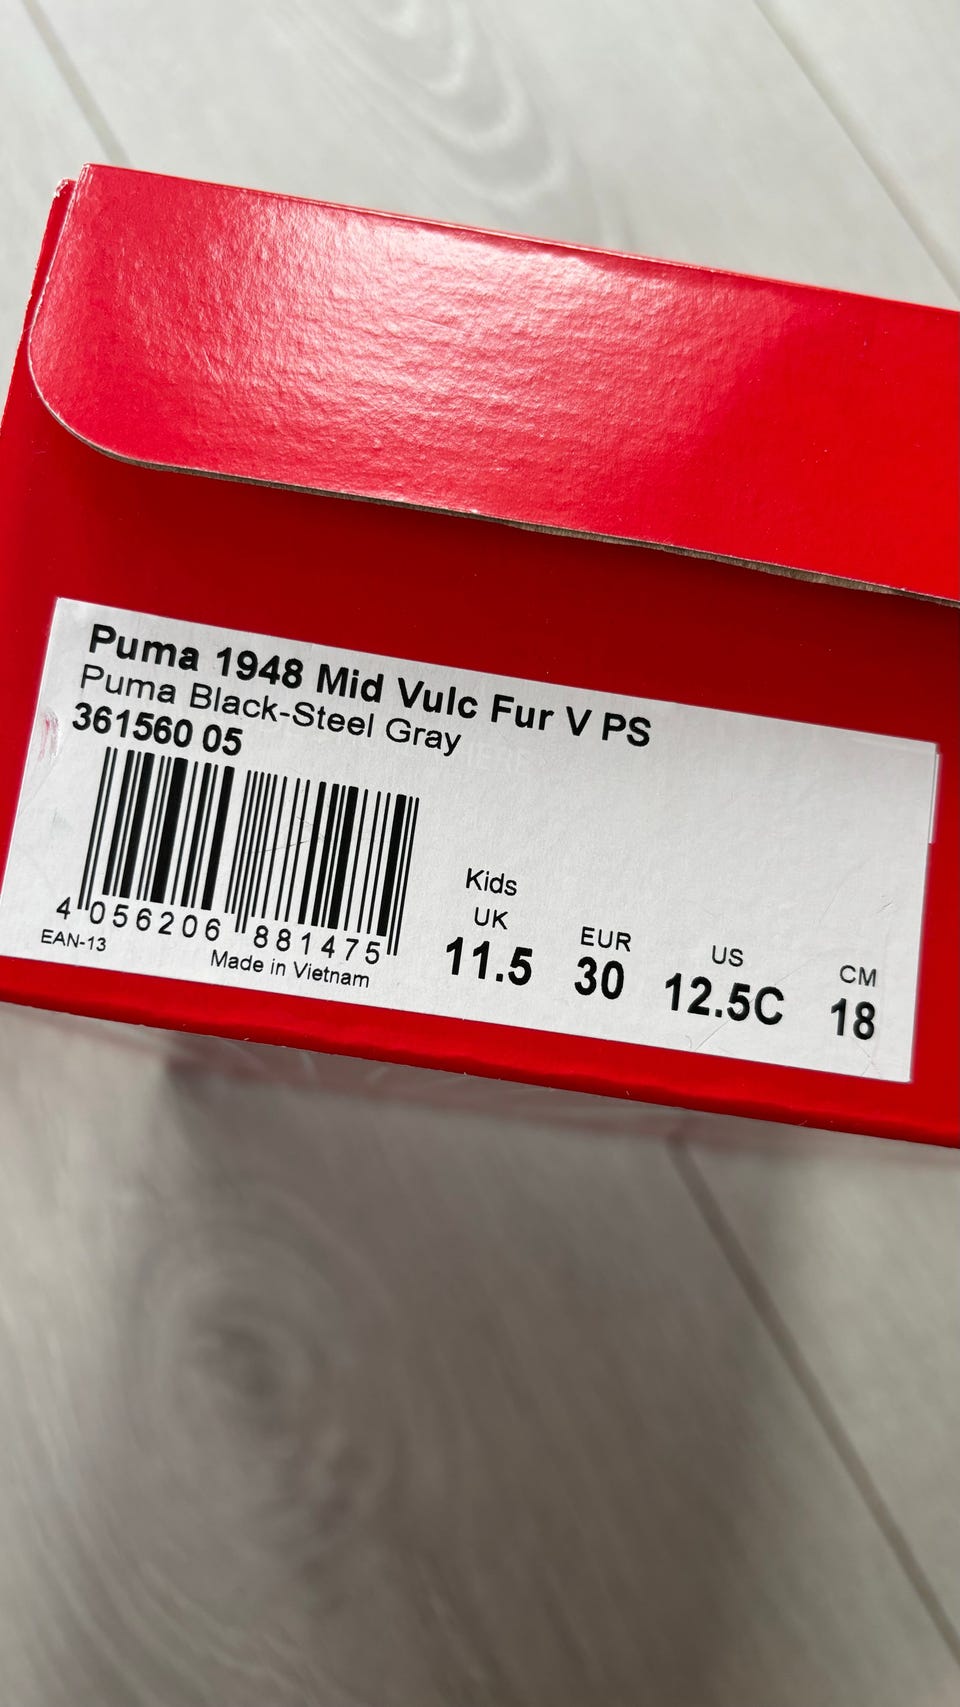 Puma 1948 Mid Vulc Fur V PS
Puma Black-Steel Gray
361560 05
4 056206 881475
EAN-13
Made in Vietnam
Kids
UK EUR US CM
11.5 30 12.5C 18